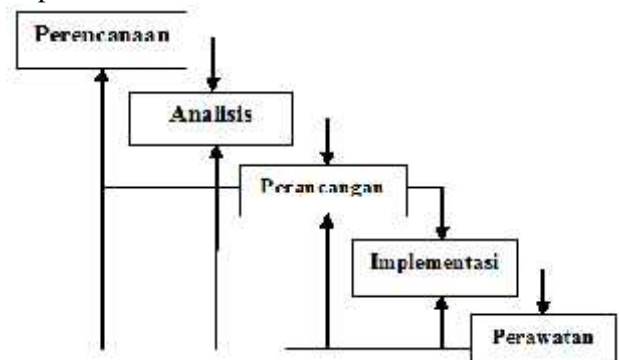 Perencanaan
Analisis
Perancangan
Implementasi
Perawatan